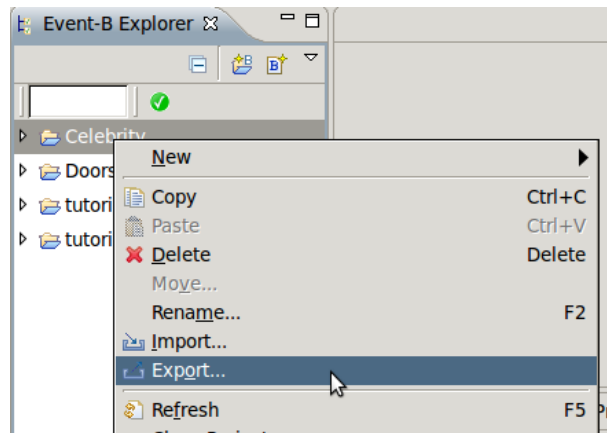 Event-B Explorer
Celebrity
Doors
tutori
tutori
New
Copy Ctrl+C
Paste Ctrl+V
Delete Delete
Move...
Rename... F2
Import...
Export...
Refresh F5